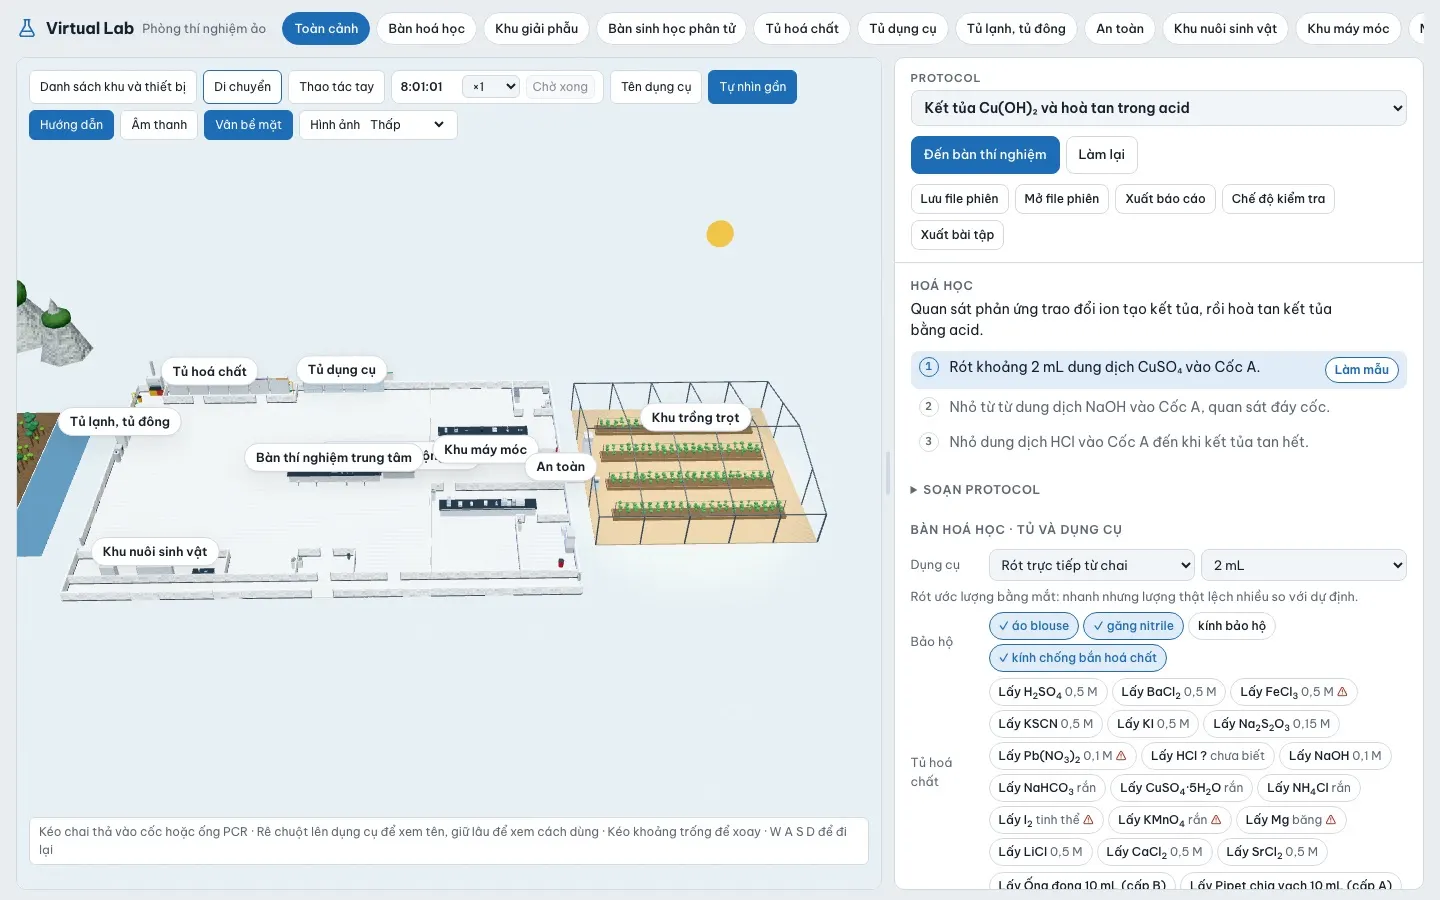 Virtual Lab Phòng thí nghiệm ảo Toàn cảnh Bàn hoá học Khu giải phẫu Bàn sinh học phân tử Tủ hoá chất Tủ dụng cụ Tủ lạnh, tủ đông An toàn Khu nuôi sinh vật Khu máy móc
Danh sách khu và thiết bị Di chuyển Thao tác tay 8:01:01 ×1 Chờ xong Tên dụng cụ Tự nhìn gần
Hướng dẫn Âm thanh Vân bề mặt Hình ảnh Thấp
Tủ hoá chất
Tủ dụng cụ
Tủ lạnh, tủ đông
Khu trồng trọt
Bàn thí nghiệm trung tâm
Khu máy móc
An toàn
Khu nuôi sinh vật
Kéo chai thả vào cốc hoặc ống PCR · Rê chuột lên dụng cụ để xem tên, giữ lâu để xem cách dùng · Kéo khoảng trống để xoay · W A S D để đi
lại
PROTOCOL
Kết tủa Cu(OH)₂ và hoà tan trong acid
Đến bàn thí nghiệm Làm lại
Lưu file phiên Mở file phiên Xuất báo cáo Chế độ kiểm tra
Xuất bài tập
HOÁ HỌC
Quan sát phản ứng trao đổi ion tạo kết tủa, rồi hoà tan kết tủa
bằng acid.
1 Rót khoảng 2 mL dung dịch CuSO₄ vào Cốc A. Làm mẫu
2 Nhỏ từ từ dung dịch NaOH vào Cốc A, quan sát đáy cốc.
3 Nhỏ dung dịch HCl vào Cốc A đến khi kết tủa tan hết.
▶ SOẠN PROTOCOL
BÀN HOÁ HỌC · TỦ VÀ DỤNG CỤ
Dụng cụ Rót trực tiếp từ chai 2 mL
Rót ước lượng bằng mắt: nhanh nhưng lượng thật lệch nhiều so với dự định.
Bảo hộ ✓ áo blouse ✓ găng nitrile kính bảo hộ
✓ kính chống bắn hoá chất
Tủ hoá
chất
Lấy H₂SO₄ 0,5 M Lấy BaCl₂ 0,5 M Lấy FeCl₃ 0,5 M ⚠
Lấy KSCN 0,5 M Lấy KI 0,5 M Lấy Na₂S₂O₃ 0,15 M
Lấy Pb(NO₃)₂ 0,1 M ⚠ Lấy HCl ? chưa biết Lấy NaOH 0,1 M
Lấy NaHCO₃ rắn Lấy CuSO₄·5H₂O rắn Lấy NH₄Cl rắn
Lấy I₂ tinh thể ⚠ Lấy KMnO₄ rắn ⚠ Lấy Mg băng ⚠
Lấy LiCl 0,5 M Lấy CaCl₂ 0,5 M Lấy SrCl₂ 0,5 M
Lấy Ống đong 10 mL (cấp B) Lấy Pipet chia vạch 10 mL (cấp A)